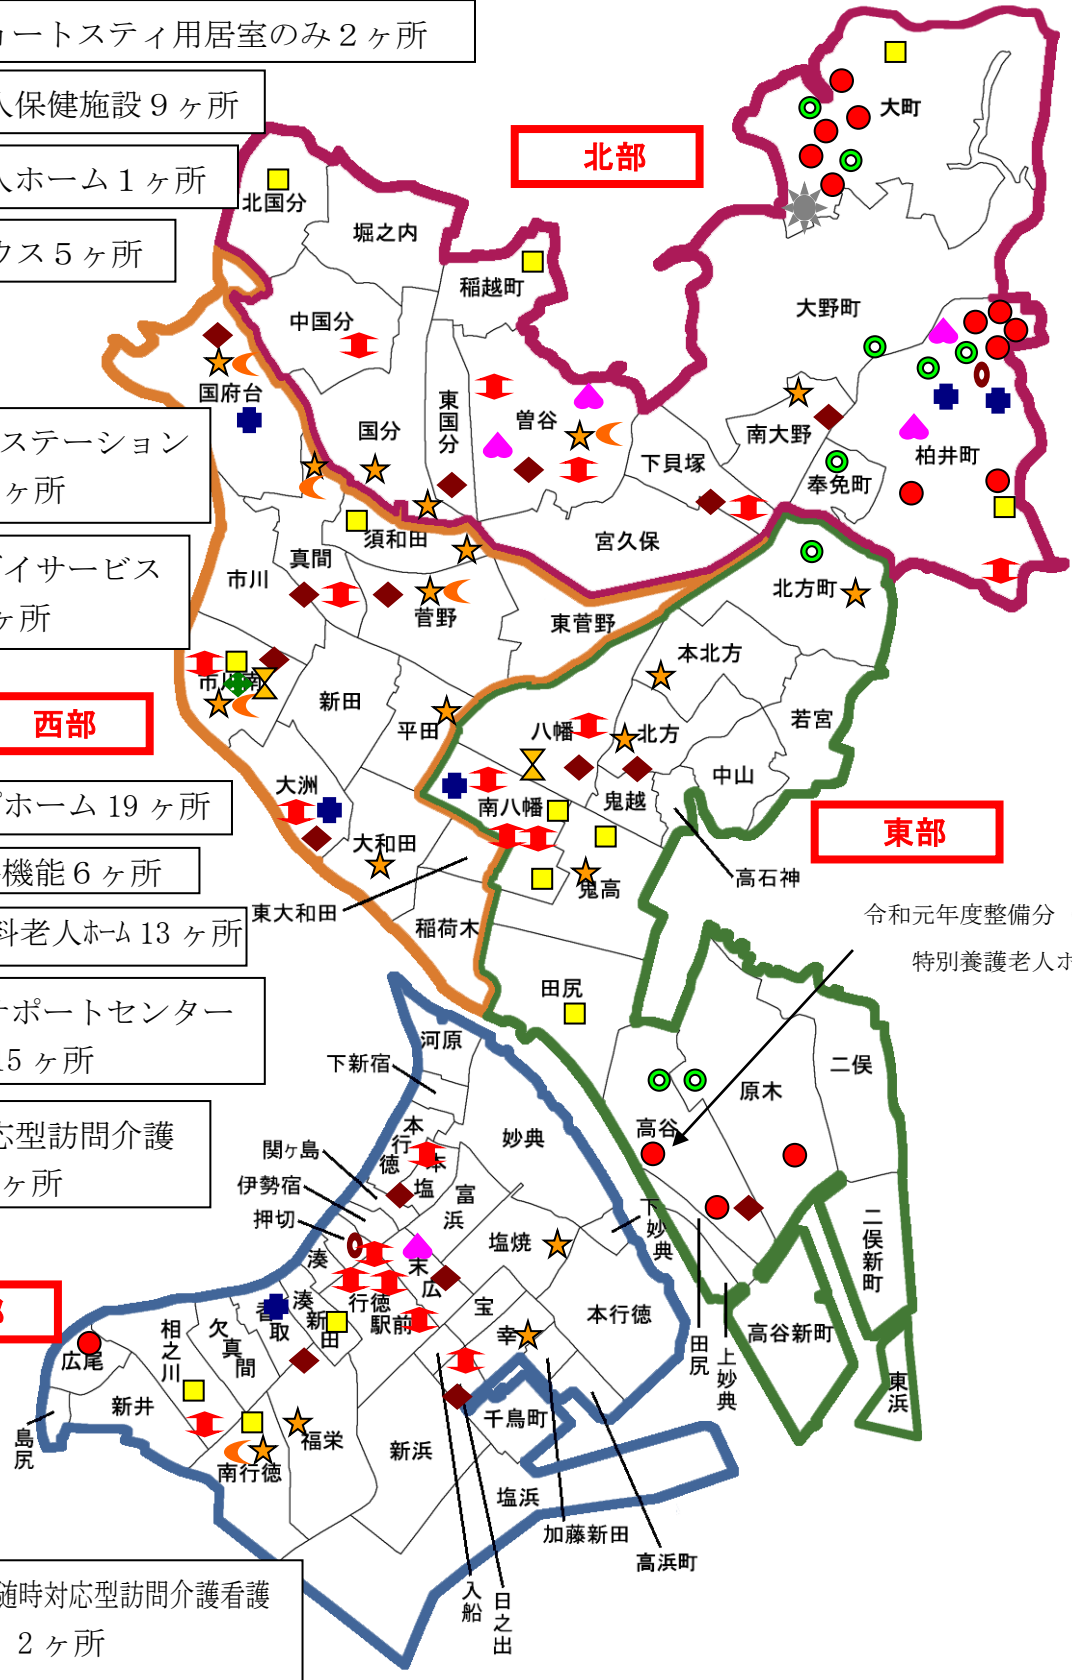 ョートスティ用居室のみ２ヶ所
人保健施設９ヶ所
人ホーム１ヶ所
ウス５ヶ所
ステーション
ヶ所
デイサービス
ヶ所
西部
プホーム 19 ヶ所
機能６ヶ所
料老人ホーム 13 ヶ所
サポートセンター
15 ヶ所
応型訪問介護
ヶ所
部
随時対応型訪問介護看護
２ヶ所
北部
東部
令和元年度整備分
特別養護老人ホ
大町
北国分
堀之内
稲越町
中国分
大野町
国府台
東国分
国分
曽谷
下貝塚
南大野
柏井町
奉免町
宮久保
須和田
真間
市川
菅野
東菅野
北方町
本北方
市川南
新田
平田
八幡
北方
若宮
中山
大洲
南八幡
鬼越
大和田
鬼高
高石神
東大和田
稲荷木
田尻
河原
下新宿
二俣
原木
高谷
本行徳
本塩
妙典
関ヶ島
伊勢宿
押切
富浜
下妙典
塩焼
湊
末広
二俣新町
香取
湊新田
行徳駅前
宝
幸
本行徳
田尻
上妙典
高谷新町
東浜
広尾
相之川
欠真間
新井
島尻
福栄
南行徳
新浜
千鳥町
塩浜
加藤新田
高浜町
入船
日之出